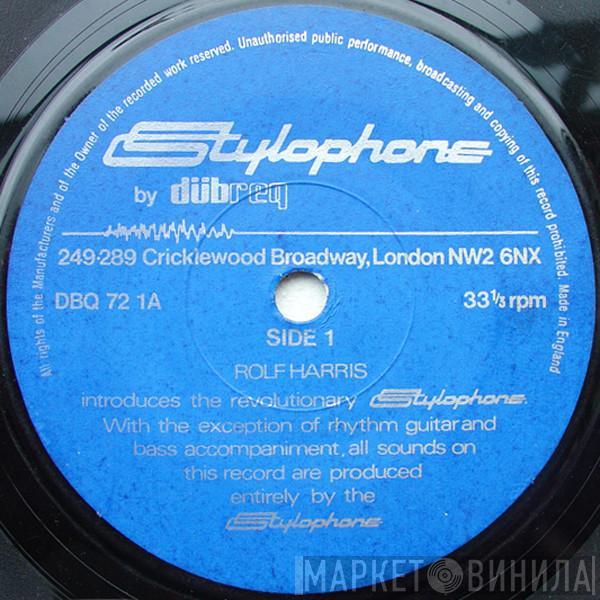 All rights of the Manufacturers and of the Owner of the recorded work reserved. Unauthorised public performance, broadcasting and copying of this record prohibited. Made in England
Stylophone
by dübreq
249-289 Cricklewood Broadway, London NW2 6NX
DBQ 72 1A
33 1/3 rpm
SIDE 1
ROLF HARRIS
introduces the revolutionary Stylophone.
With the exception of rhythm guitar and
bass accompaniment, all sounds on
this record are produced
entirely by the
Stylophone
МАРКЕТ ВИНИЛА